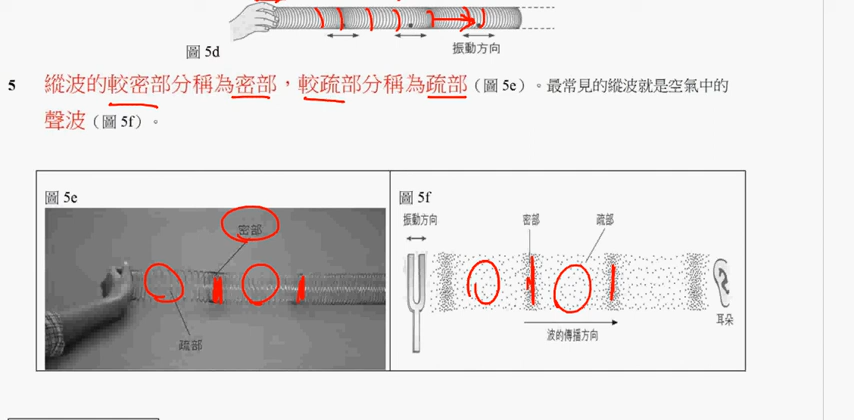 圖 5d
振動方向
5 縱波的較密部分稱為密部，較疏部分稱為疏部（圖 5e）。最常見的縱波就是空氣中的
聲波（圖 5f）。
圖 5e
密部
疏部
圖 5f
振動方向
密部
疏部
波的傳播方向
耳朵